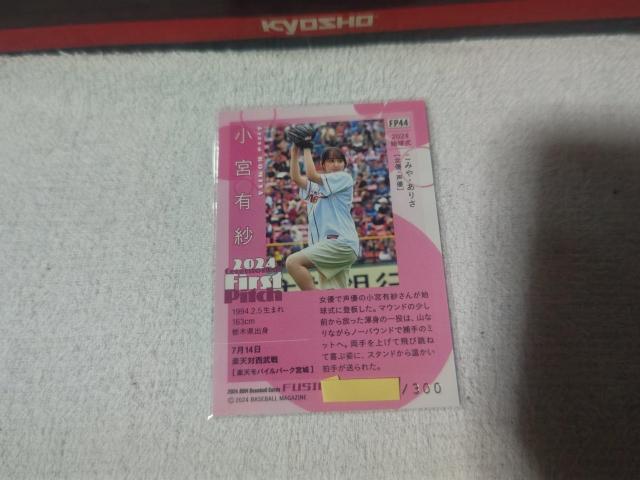 KYOSHO
FP44
2024
始球式
こみや・ありさ
[女優・声優]
小宮有紗
Arisa KOMIYA
2024
Ceremonial
First
Pitch
1994.2.5生まれ
163cm
栃木県出身
7月14日
楽天対西武戦
[楽天モバイルパーク宮城]
女優で声優の小宮有紗さんが始
球式に登板した。マウンドの少し
前から放った渾身の一投は、山な
りながらノーバウンドで捕手のミ
ットへ。両手を上げて飛び跳ね
て喜ぶ姿に、スタンドから温かい
拍手が送られた。
2024 BBM Baseball Cards FUSI
©2024 BASEBALL MAGAZINE
/300
銀行